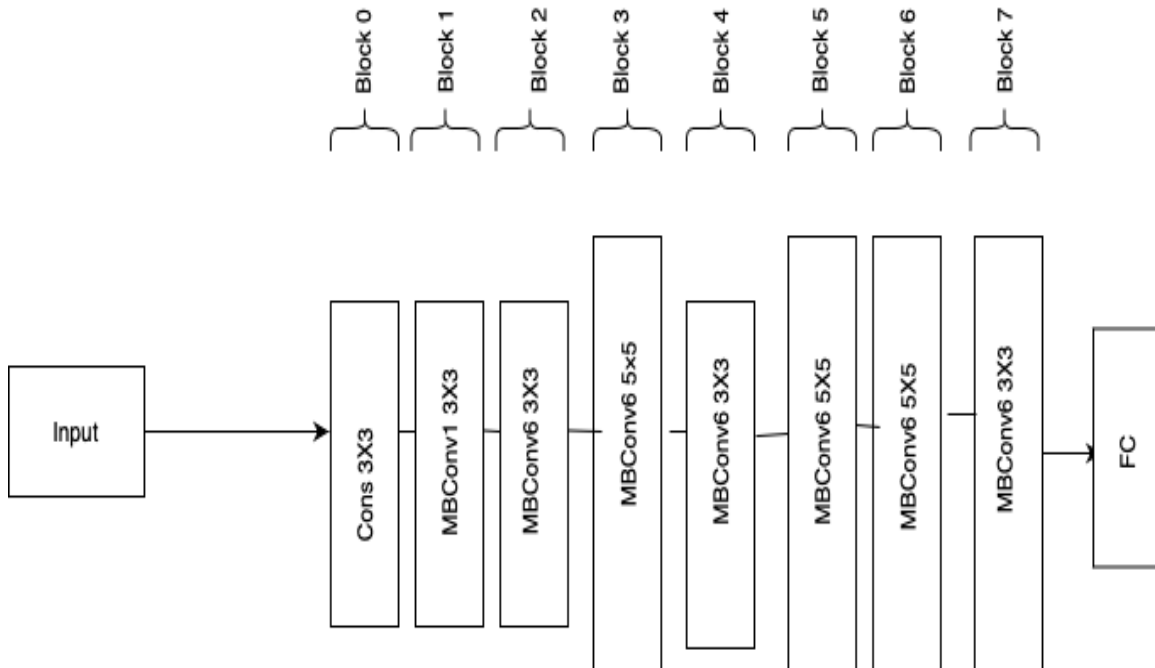 Block 0
Block 1
Block 2
Block 3
Block 4
Block 5
Block 6
Block 7
Input
Cons 3X3
MBConv1 3X3
MBConv6 3X3
MBConv6 5x5
MBConv6 3X3
MBConv6 5X5
MBConv6 5X5
MBConv6 3X3
FC